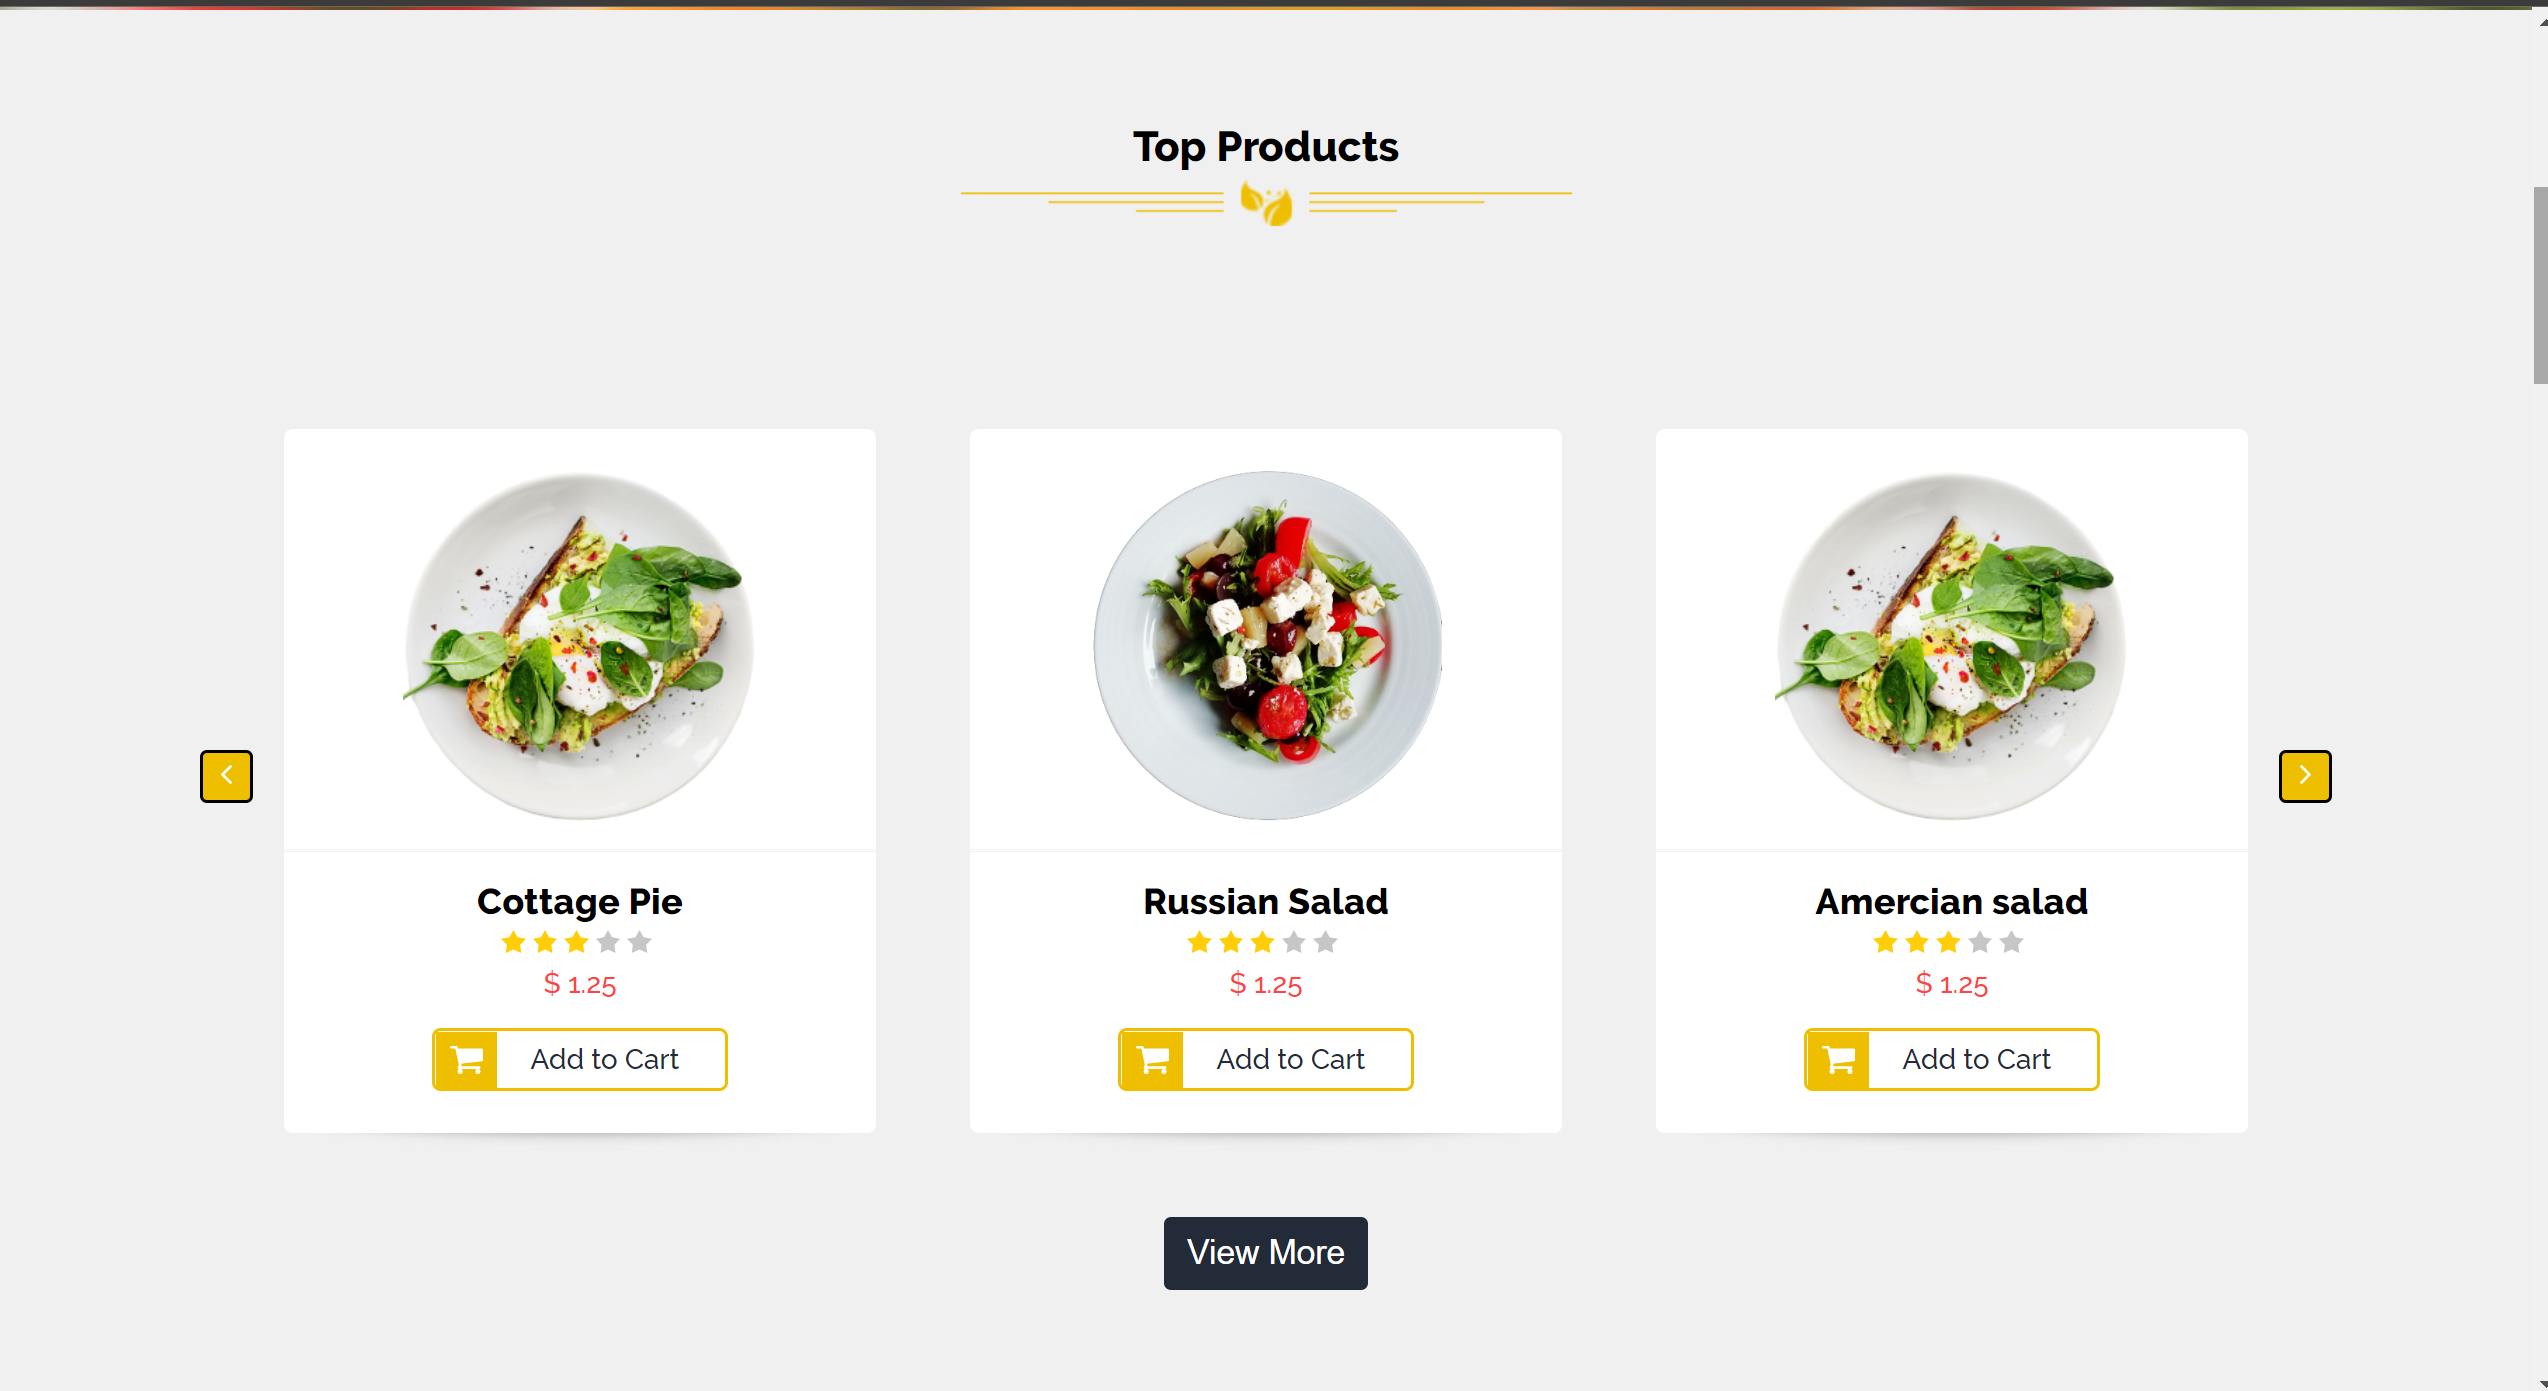 Top Products
Cottage Pie
$ 1.25
Add to Cart
Russian Salad
$ 1.25
Add to Cart
Amercian salad
$ 1.25
Add to Cart
View More